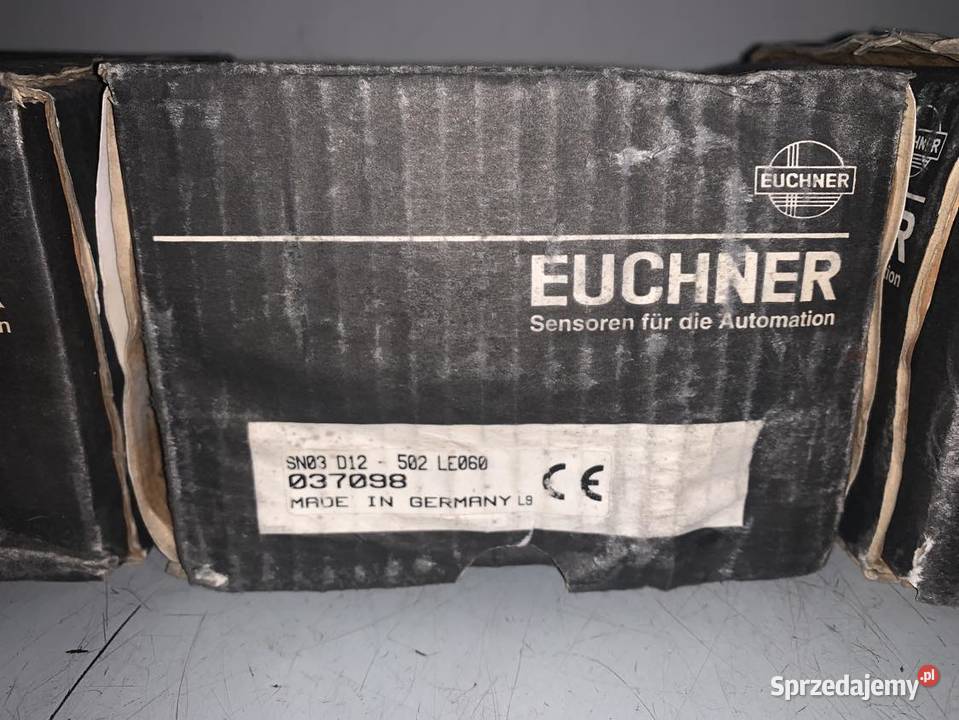 EUCHNER
EUCHNER
Sensoren für die Automation
SN03 D12 - 502 LE060
037098
MADE IN GERMANY L9
CE
Sprzedajemy.pl